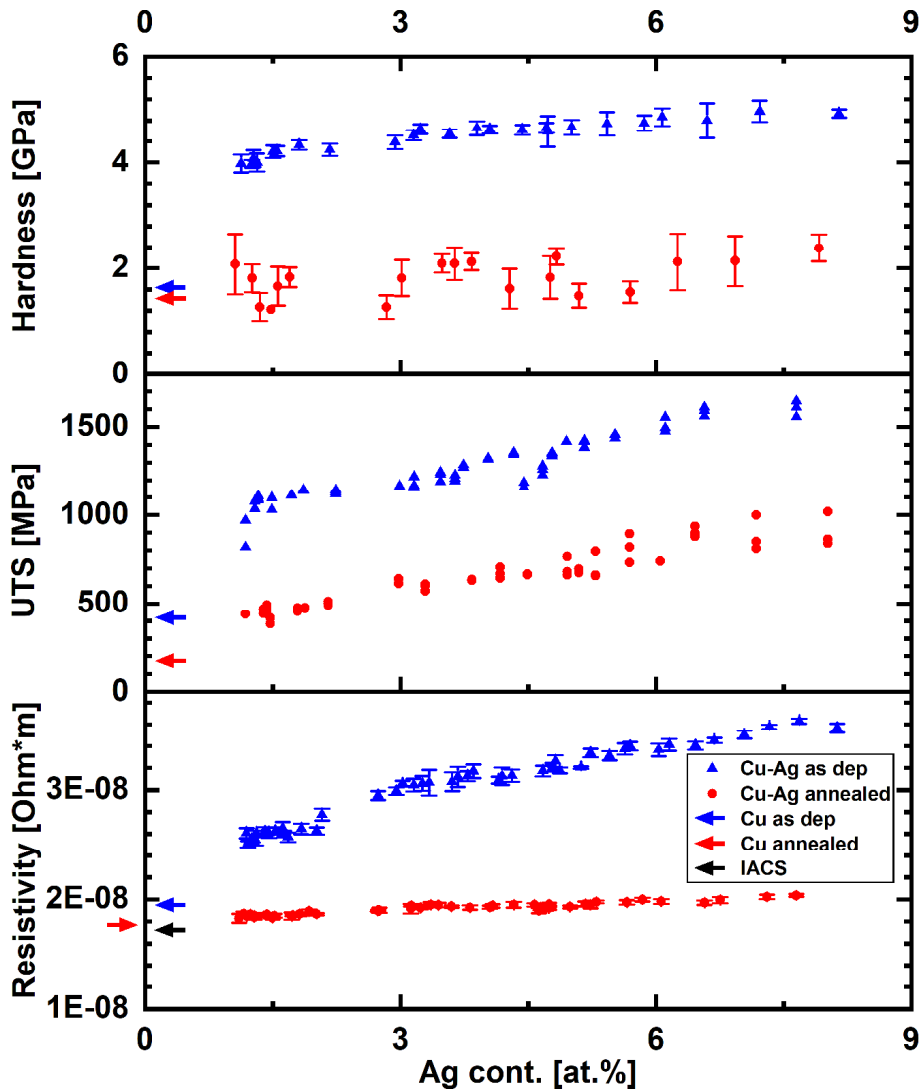 0 3 6 9
6
4
2
0
Hardness [GPa]
1500
1000
500
0
UTS [MPa]
3E-08
2E-08
1E-08
Resistivity [Ohm*m]
Cu-Ag as dep
Cu-Ag annealed
Cu as dep
Cu annealed
IACS
0 3 6 9
Ag cont. [at.%]